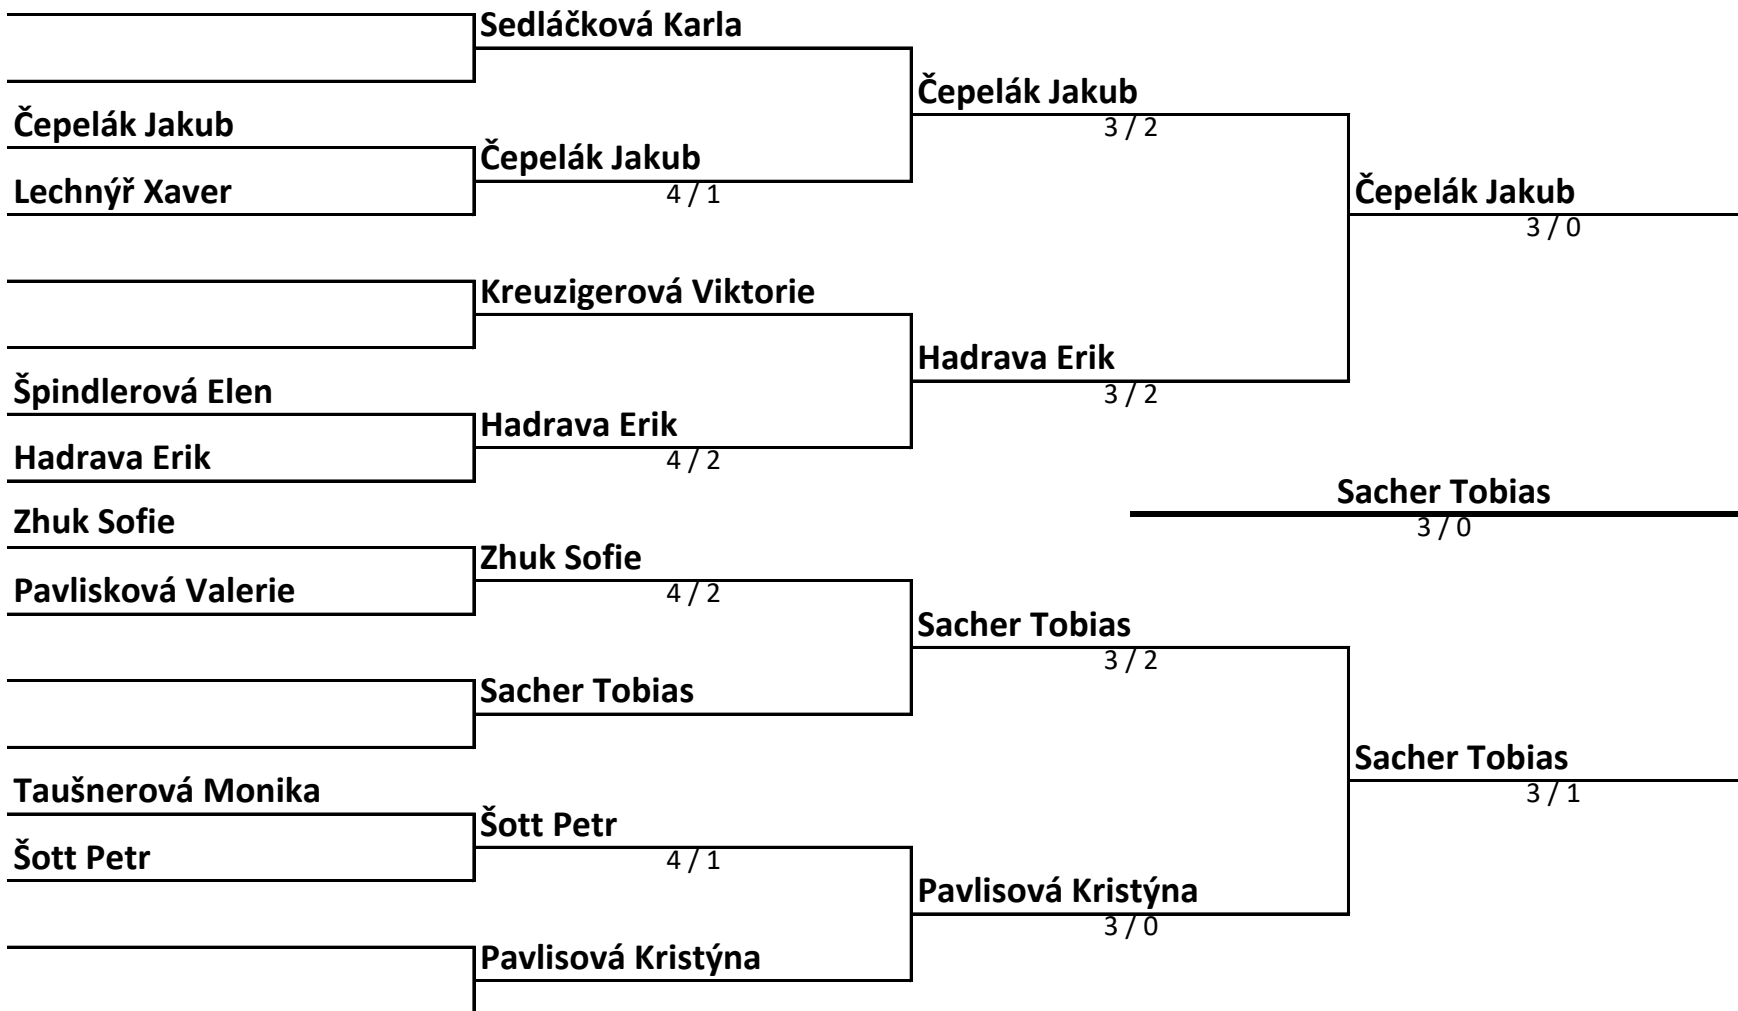 Sedláčková Karla
Čepelák Jakub
3 / 2
Čepelák Jakub
Čepelák Jakub
4 / 1
Lechnýř Xaver
Čepelák Jakub
3 / 0
Kreuzigerová Viktorie
Hadrava Erik
3 / 2
Špindlerová Elen
Hadrava Erik
4 / 2
Hadrava Erik
Sacher Tobias
3 / 0
Zhuk Sofie
Zhuk Sofie
4 / 2
Pavlisková Valerie
Sacher Tobias
3 / 2
Sacher Tobias
Sacher Tobias
3 / 1
Taušnerová Monika
Šott Petr
4 / 1
Šott Petr
Pavlisová Kristýna
3 / 0
Pavlisová Kristýna